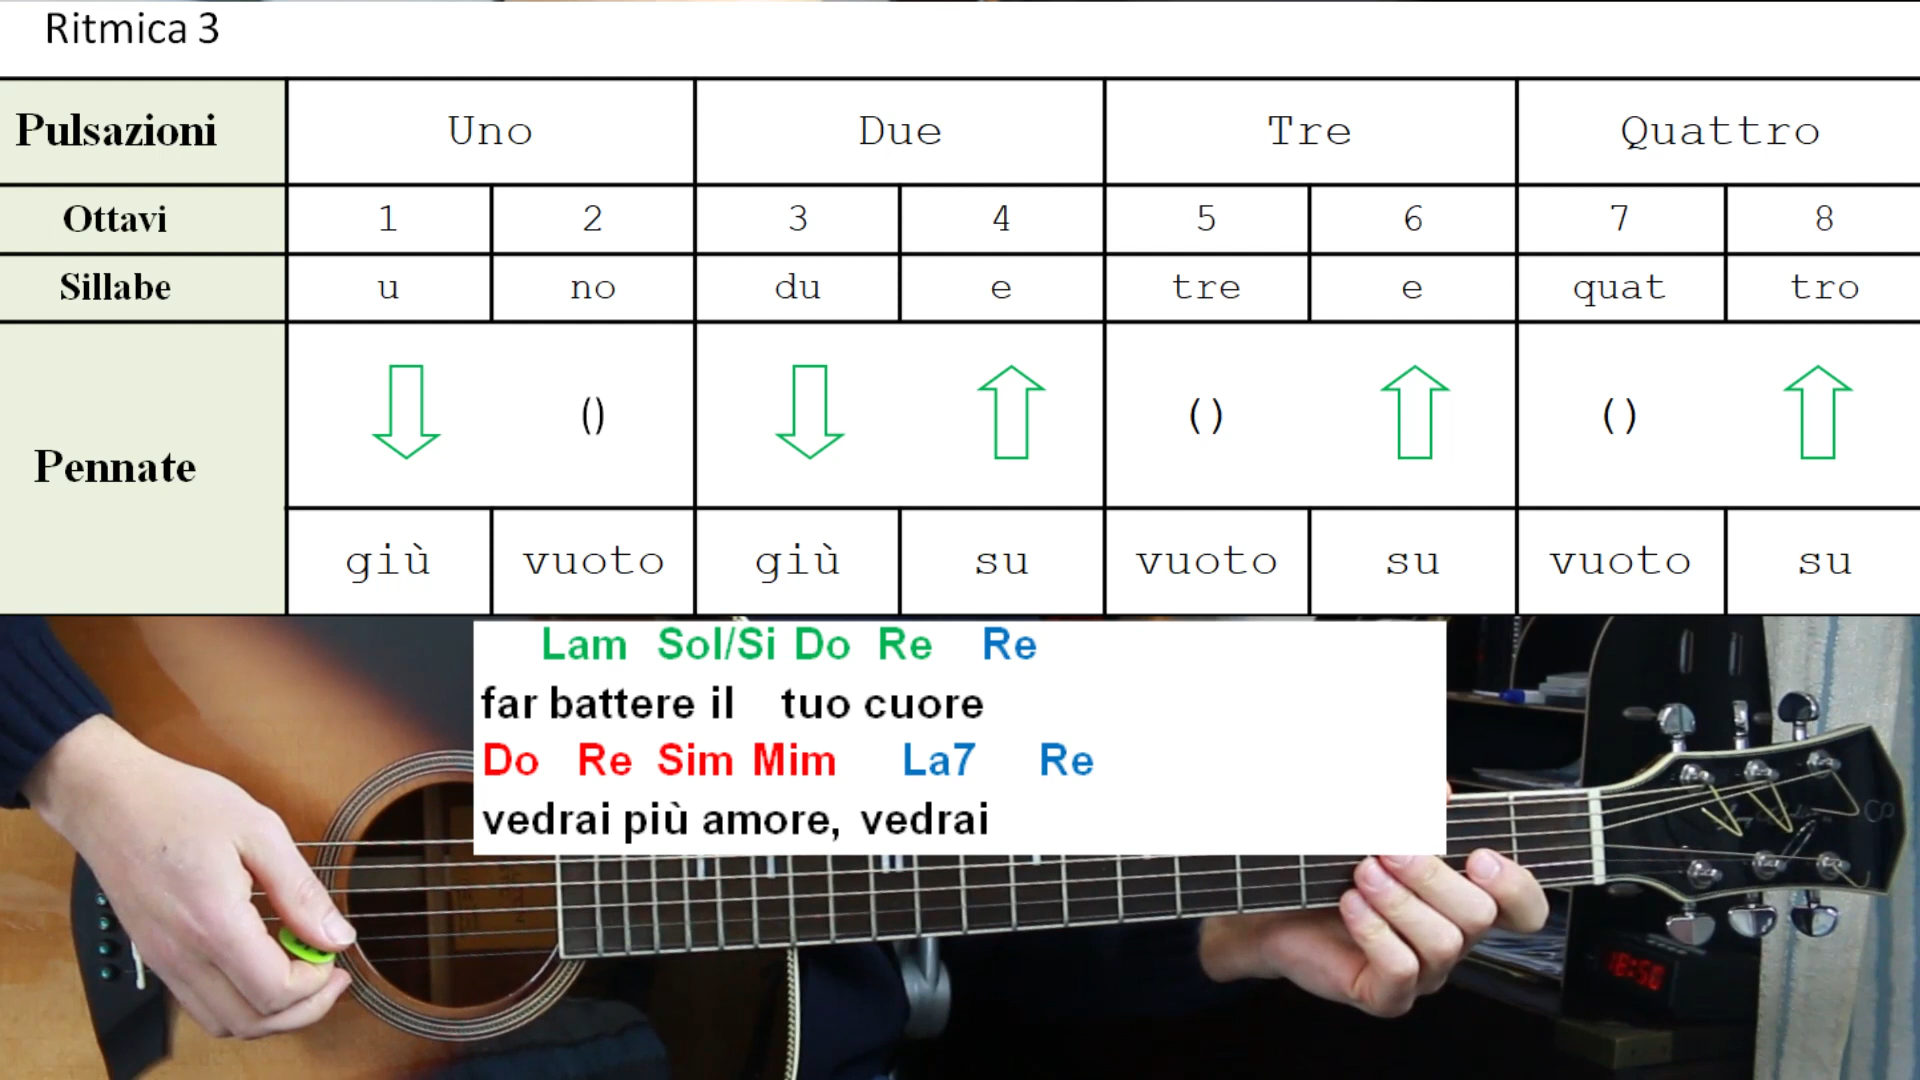 Ritmica 3
Pulsazioni Uno Due Tre Quattro
Ottavi 1 2 3 4 5 6 7 8
Sillabe u no du e tre e quat tro
Pennate () () ()
giù vuoto giù su vuoto su vuoto su
Lam Sol/Si Do Re Re
far battere il tuo cuore
Do Re Sim Mim La7 Re
vedrai più amore, vedrai
16:50